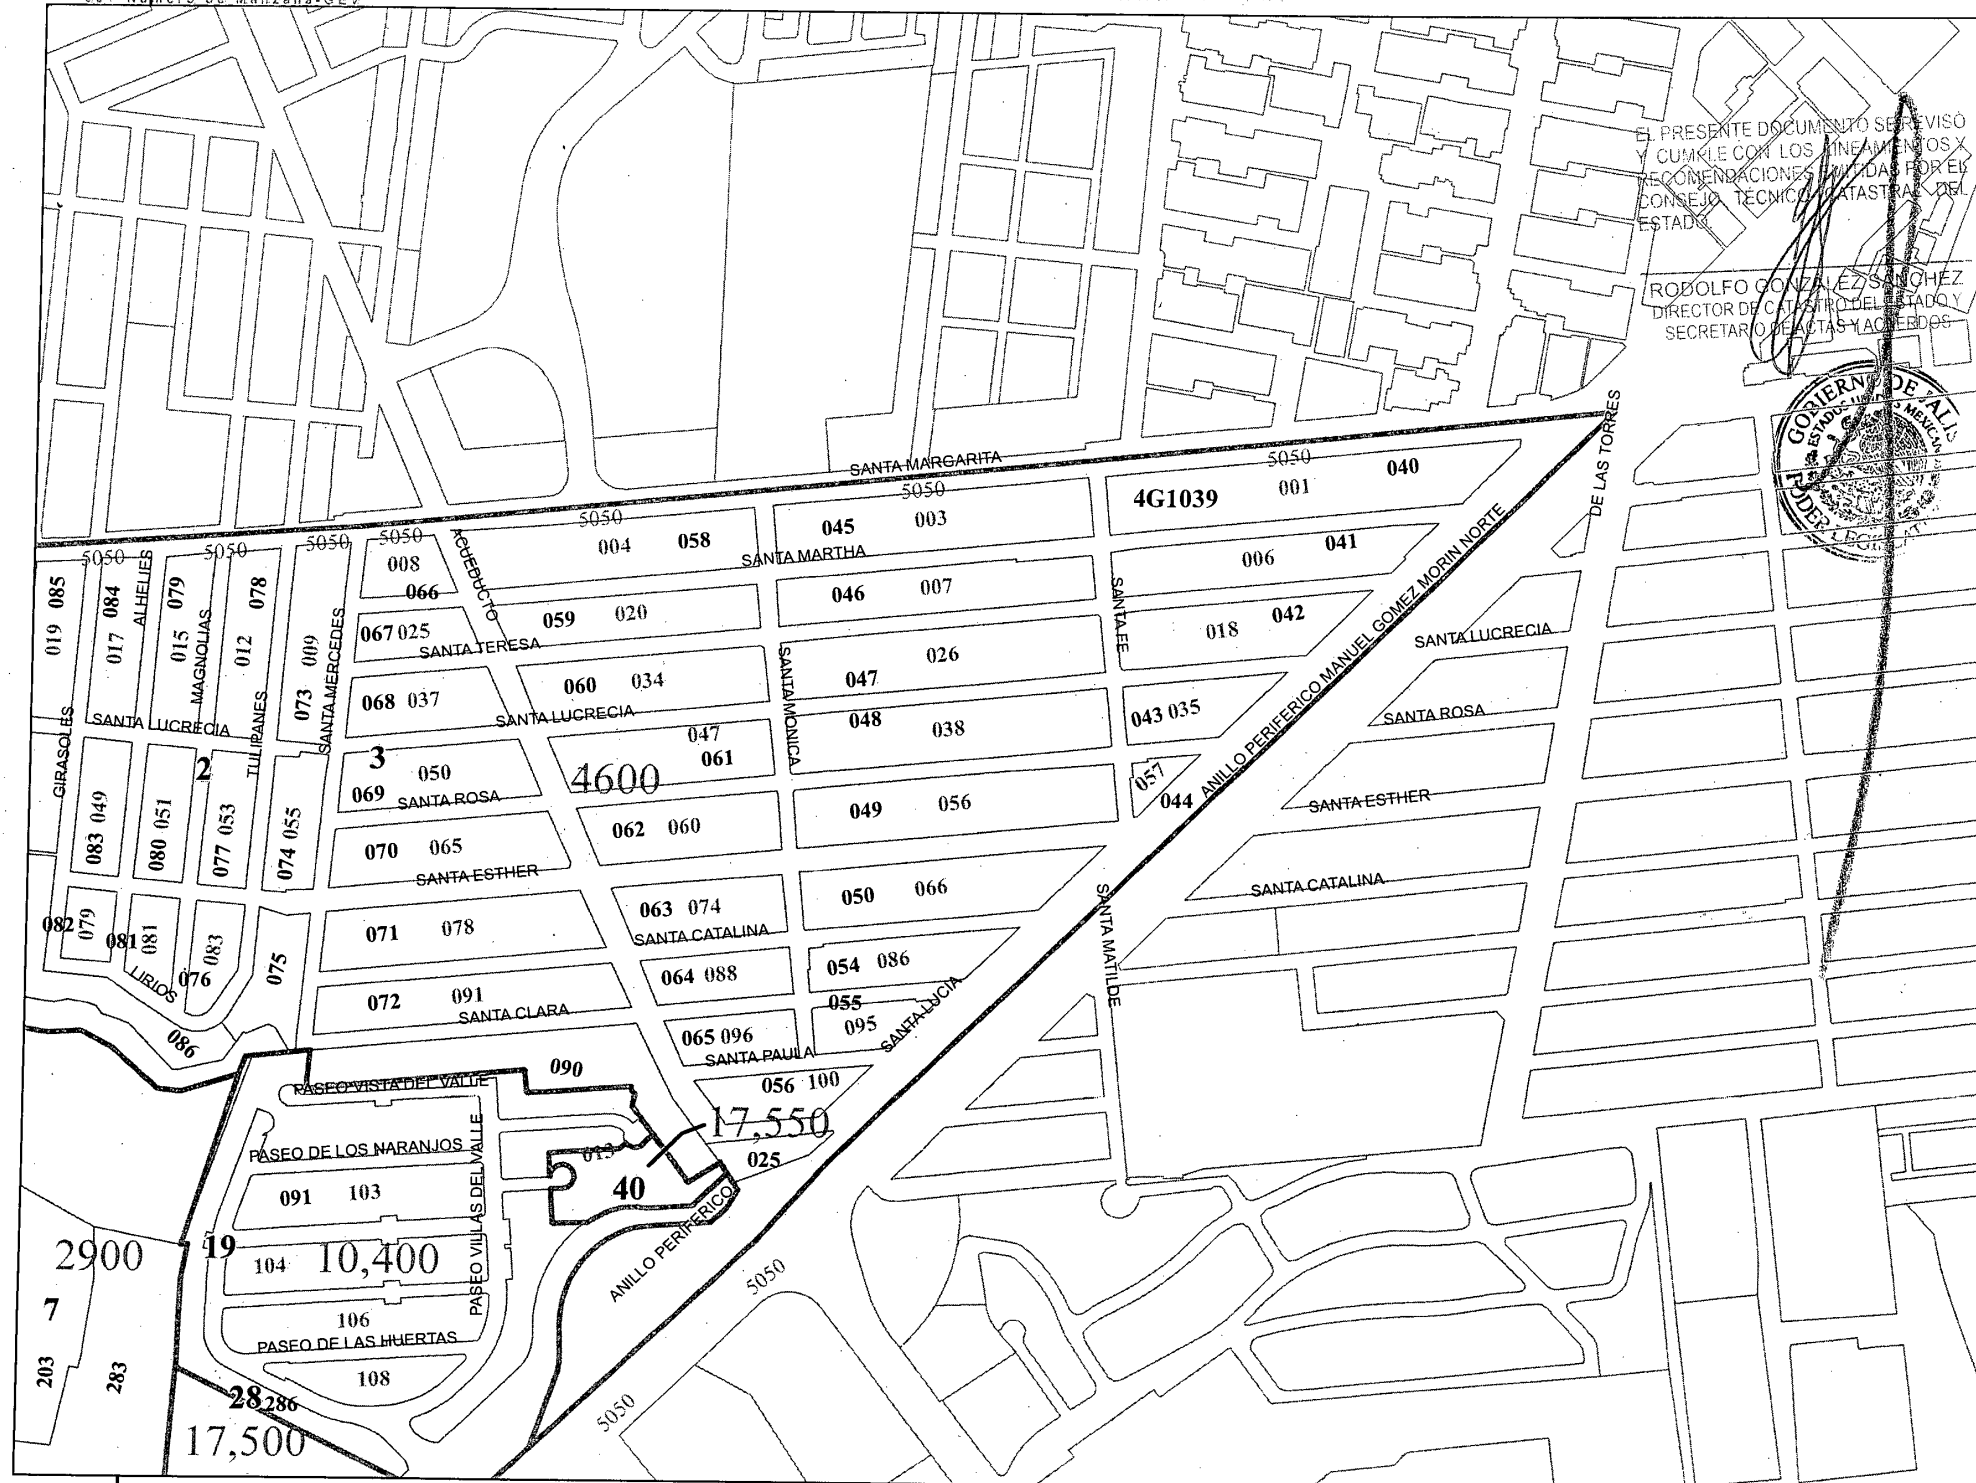 EL PRESENTE DOCUMENTO SE REVISÓ
Y CUMPLE CON LOS LINEAMIENTOS Y
RECOMENDACIONES EMITIDAS POR EL
CONSEJO TECNICO CATASTRAL DEL
ESTADO.
RODOLFO GONZALEZ SANCHEZ
DIRECTOR DE CATASTRO DEL ESTADO Y
SECRETARIO DE ACTAS Y ACUERDOS
GOBIERNO DE JALIS
ESTADOS UNIDOS MEXICAN
PODER
DE LAS TORRES
SANTA MARGARITA
5050
040
4G1039
001
5050
045
003
5050
004
058
SANTA MARTHA
5050
5050
5050
5050
008
066
ACUEDUCTO
006
041
046
007
059
020
067 025
SANTA TERESA
SANTA FE
018
042
ANILLO PERIFERICO MANUEL GOMEZ MORIN NORTE
SANTA LUCRECIA
019 085
017 084
ALHELIES
015 079
MAGNOLIAS
012 078
073 009
SANTA MERCEDES
068 037
060 034
SANTA LUCRECIA
SANTA MONICA
047
026
048
038
043 035
SANTA ROSA
GIRASOLES
SANTA LUCRECIA
TULIPANES
2
3
050
069
SANTA ROSA
047
061
4600
057
044
SANTA ESTHER
049
056
062 060
070 065
SANTA ESTHER
083 049
080 051
077 053
074 055
SANTA CATALINA
050
066
063 074
SANTA CATALINA
071 078
082
079
081
081
083
076
075
LIRIOS
SANTA MATILDE
054 086
064 088
072 091
SANTA CLARA
055
095
SANTA LUCIA
065 096
SANTA PAULA
086
090
056 100
17,550
025
PASEO VISTA DEL VALLE
PASEO DE LOS NARANJOS
PASEO VILLAS DEL VALLE
013
40
091 103
ANILLO PERIFERICO
2900
19
104
10,400
5050
7
106
PASEO DE LAS HUERTAS
203
283
108
28
286
17,500
5050